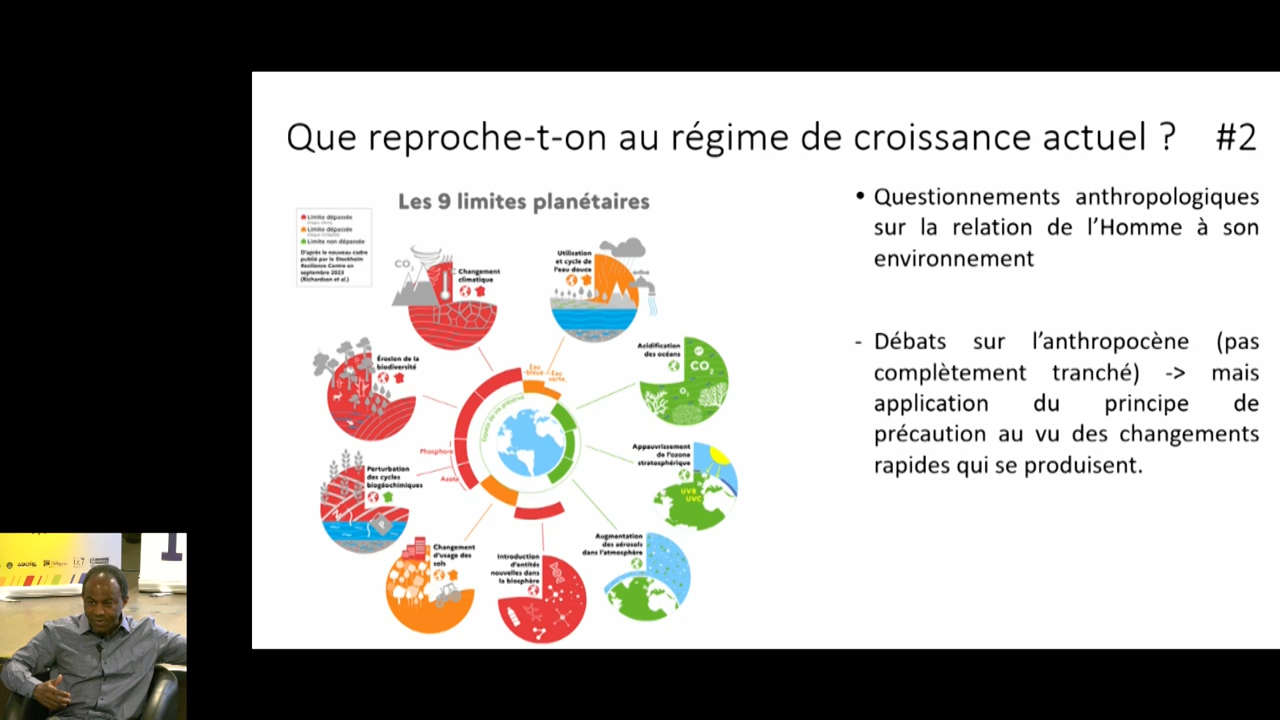 Que reproche-t-on au régime de croissance actuel ? #2
Les 9 limites planétaires
Limite dépassée
Limite dépassée
Limite non dépassée
D'après le nouveau cadre
publié par le Stockholm
Resilience Centre en
septembre 2023
(Richardson et al.)
CO₂
Changement
climatique
Utilisation
et cycle de
l'eau douce
Acidification
des océans
CO₂
Érosion de la
biodiversité
Eau
bleue
Eau
verte
Espace de vie préservé
Phosphore
Azote
Appauvrissement
de l'ozone
stratosphérique
UVB
UVC
Perturbation
des cycles
biogéochimiques
P
Changement
d'usage des
sols
Introduction
d'entités
nouvelles dans
la biosphère
Augmentation
des aérosols
dans l'atmosphère
• Questionnements anthropologiques
sur la relation de l'Homme à son
environnement
- Débats sur l'anthropocène (pas
complètement tranché) -> mais
application du principe de
précaution au vu des changements
rapides qui se produisent.